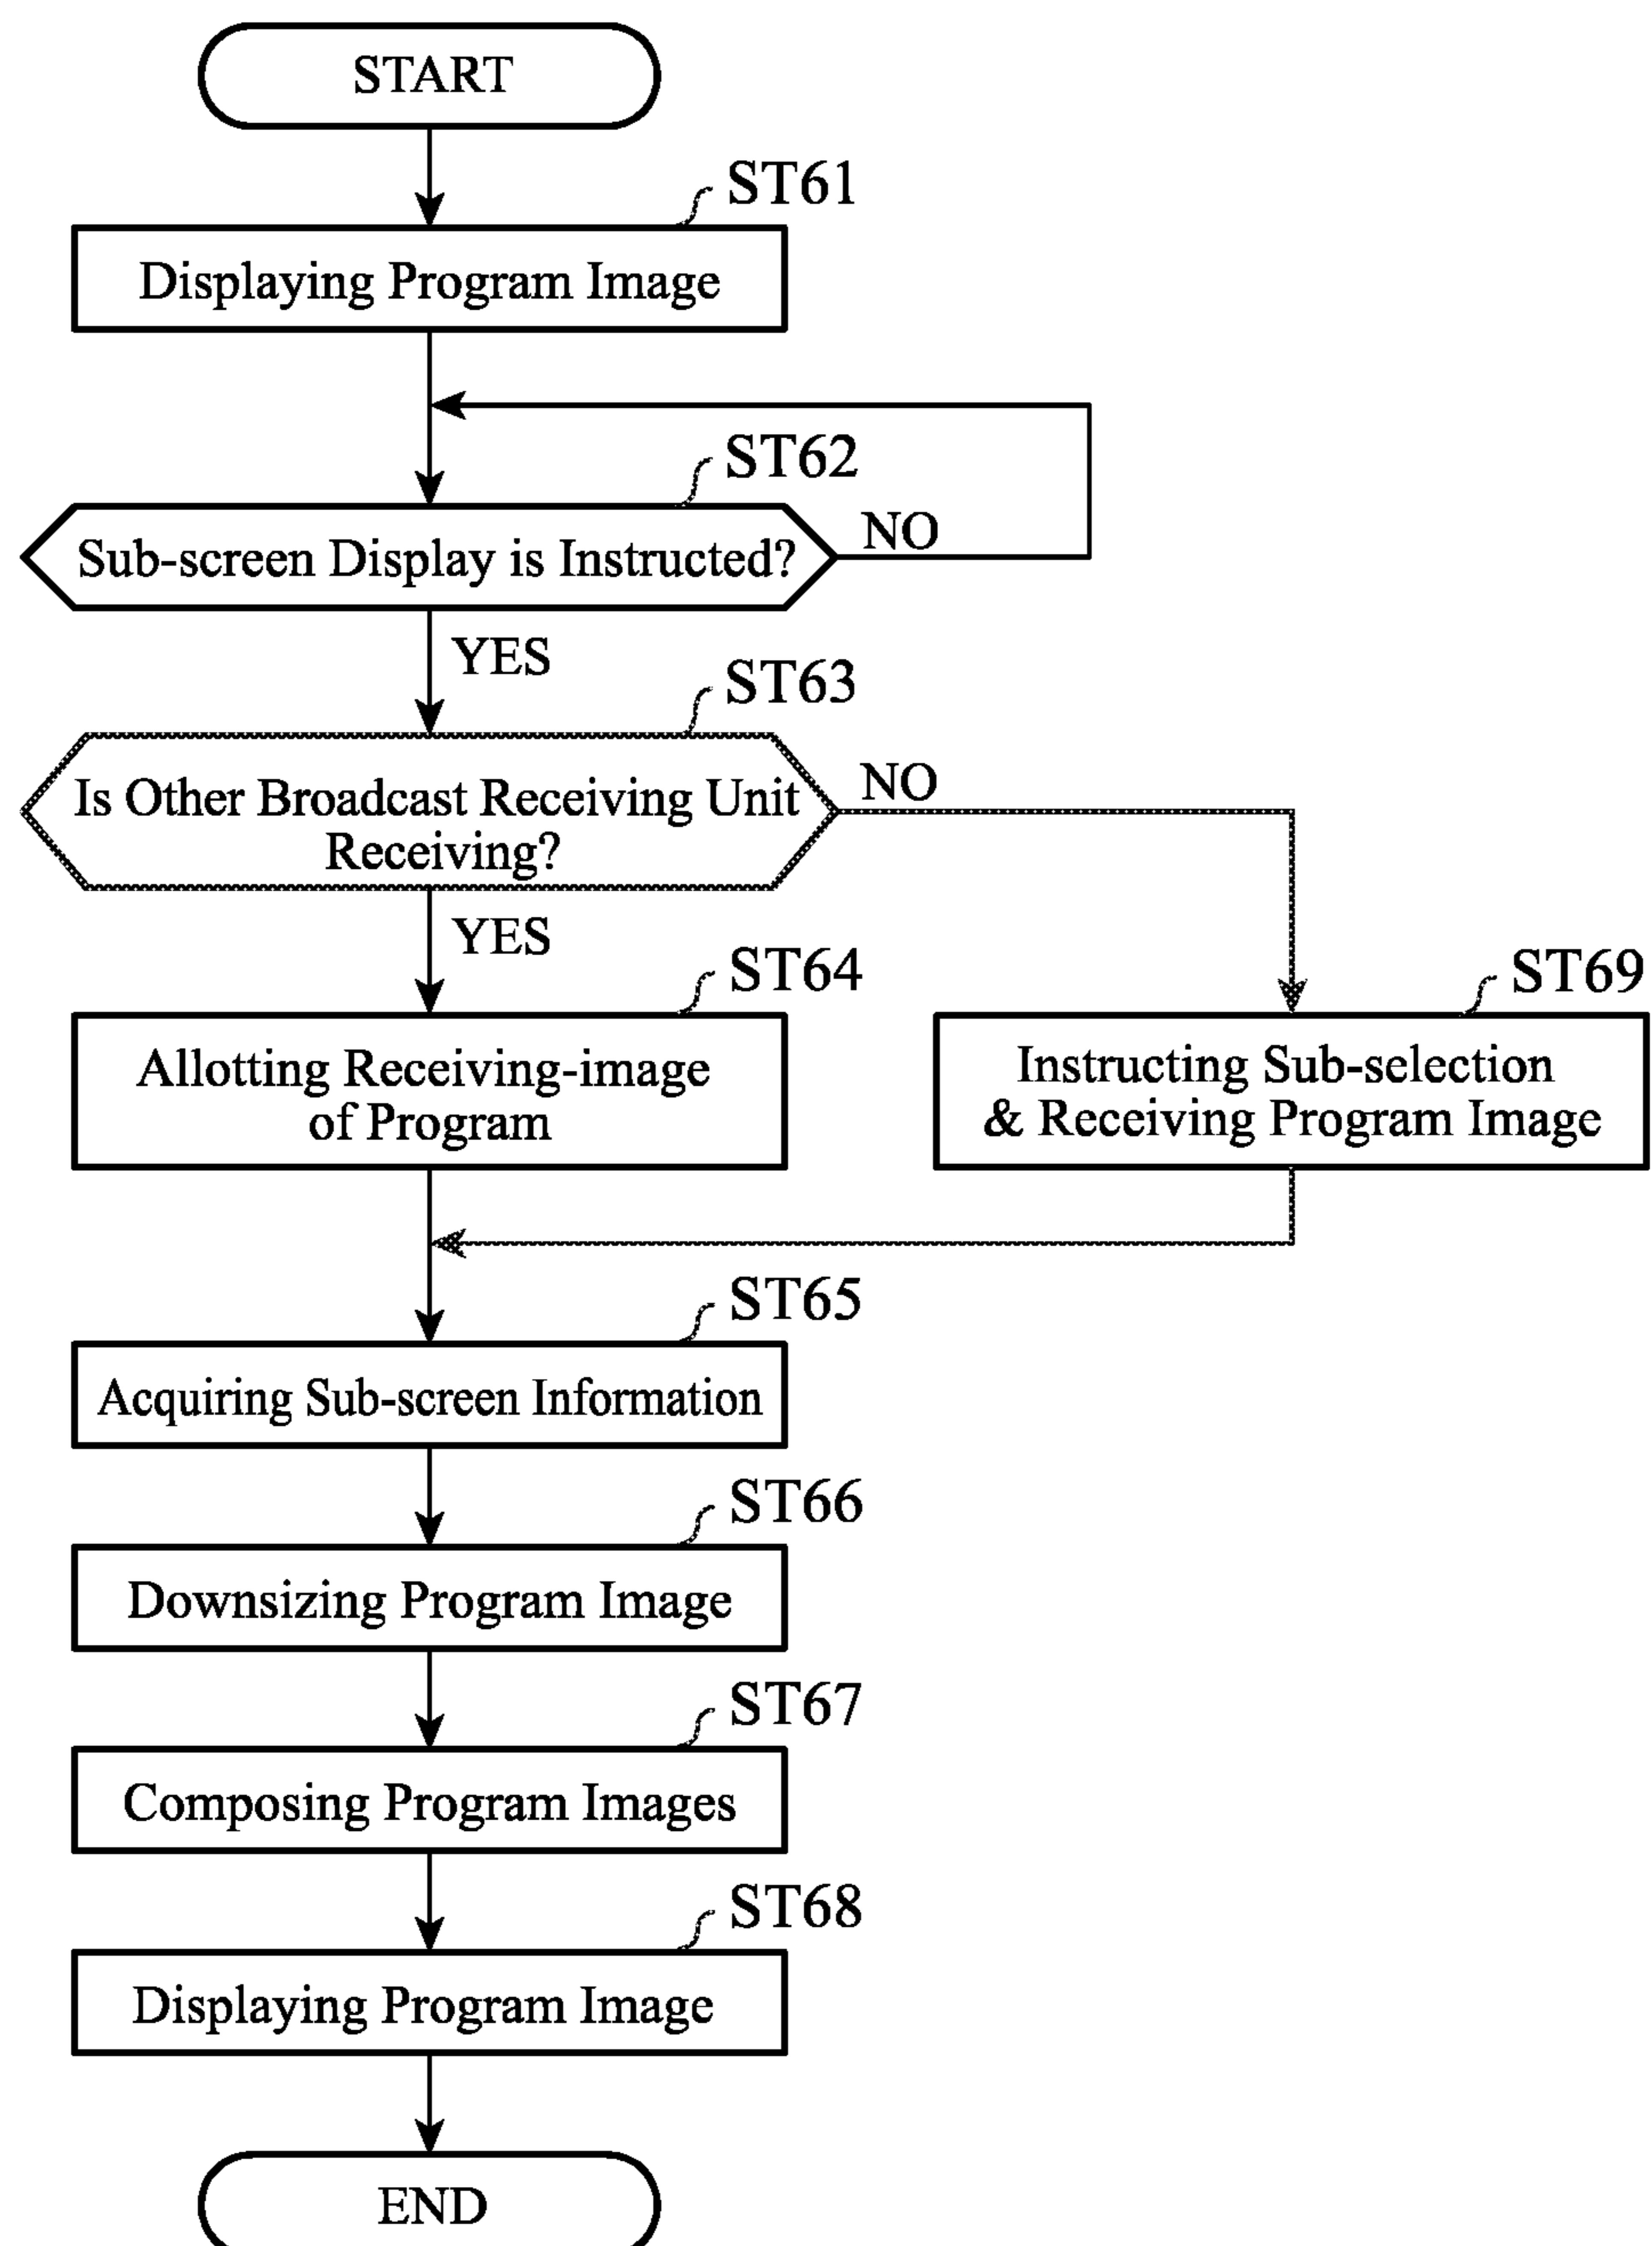 START
ST61
Displaying Program Image
ST62
Sub-screen Display is Instructed?
NO
YES
ST63
Is Other Broadcast Receiving Unit
Receiving?
NO
YES
ST64
Allotting Receiving-image
of Program
ST69
Instructing Sub-selection
& Receiving Program Image
ST65
Acquiring Sub-screen Information
ST66
Downsizing Program Image
ST67
Composing Program Images
ST68
Displaying Program Image
END